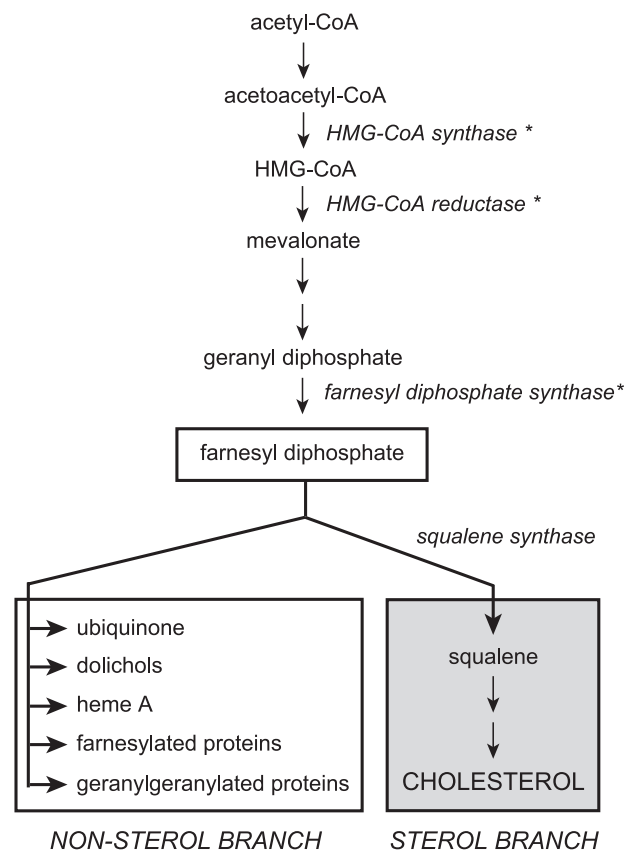 acetyl-CoA
acetoacetyl-CoA
HMG-CoA synthase *
HMG-CoA
HMG-CoA reductase *
mevalonate
geranyl diphosphate
farnesyl diphosphate synthase*
farnesyl diphosphate
squalene synthase
ubiquinone
dolichols
heme A
farnesylated proteins
geranylgeranylated proteins
NON-STEROL BRANCH
squalene
CHOLESTEROL
STEROL BRANCH